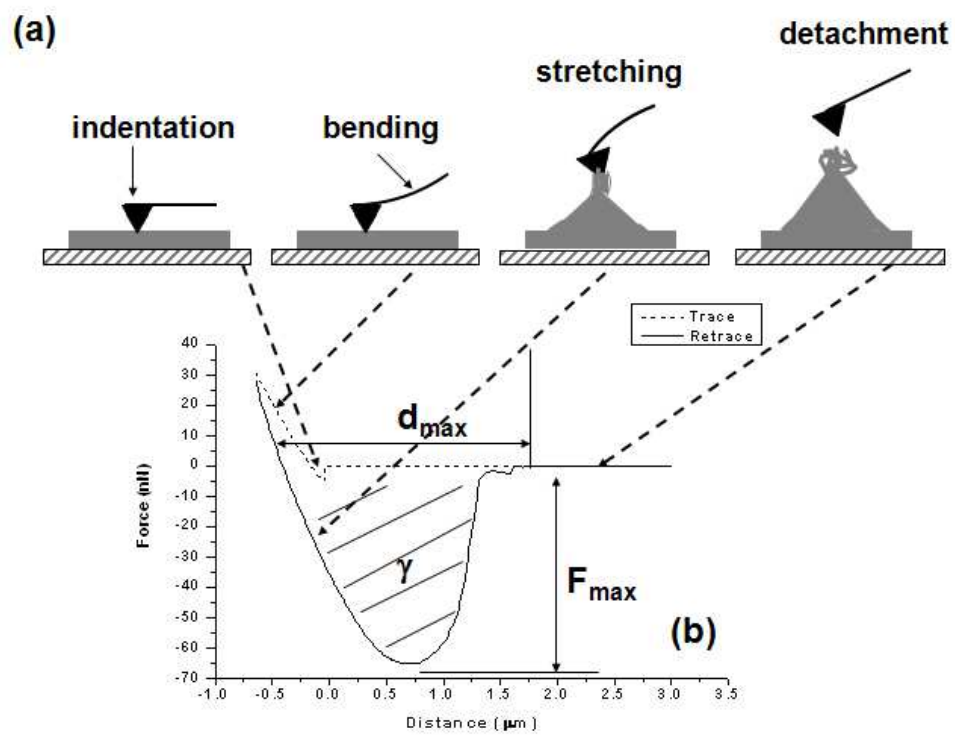 (a)
detachment
stretching
indentation
bending
Trace
Retrace
40
30
20
10
0
-10
-20
-30
-40
-50
-60
-70
Force (nN)
dmax
γ
Fmax
(b)
-1.0 -0.5 0.0 0.5 1.0 1.5 2.0 2.5 3.0 3.5
Distance (μm)